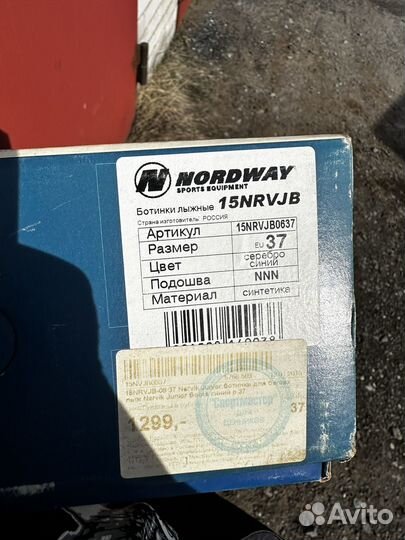 NORDWAY
SPORTS EQUIPMENT
Ботинки лыжные 15NRVJB
Страна изготовитель: РОССИЯ
Артикул 15NRVJB0637
Размер EU 37
Цвет серебро
синий
Подошва NNN
Материал синтетика
15NRVJB-06 37 Narvik Junior Ботинки для беговых
лыж Narvik Junior Boots синий р.37
Спортмастер
для
37
1299,-
Avito